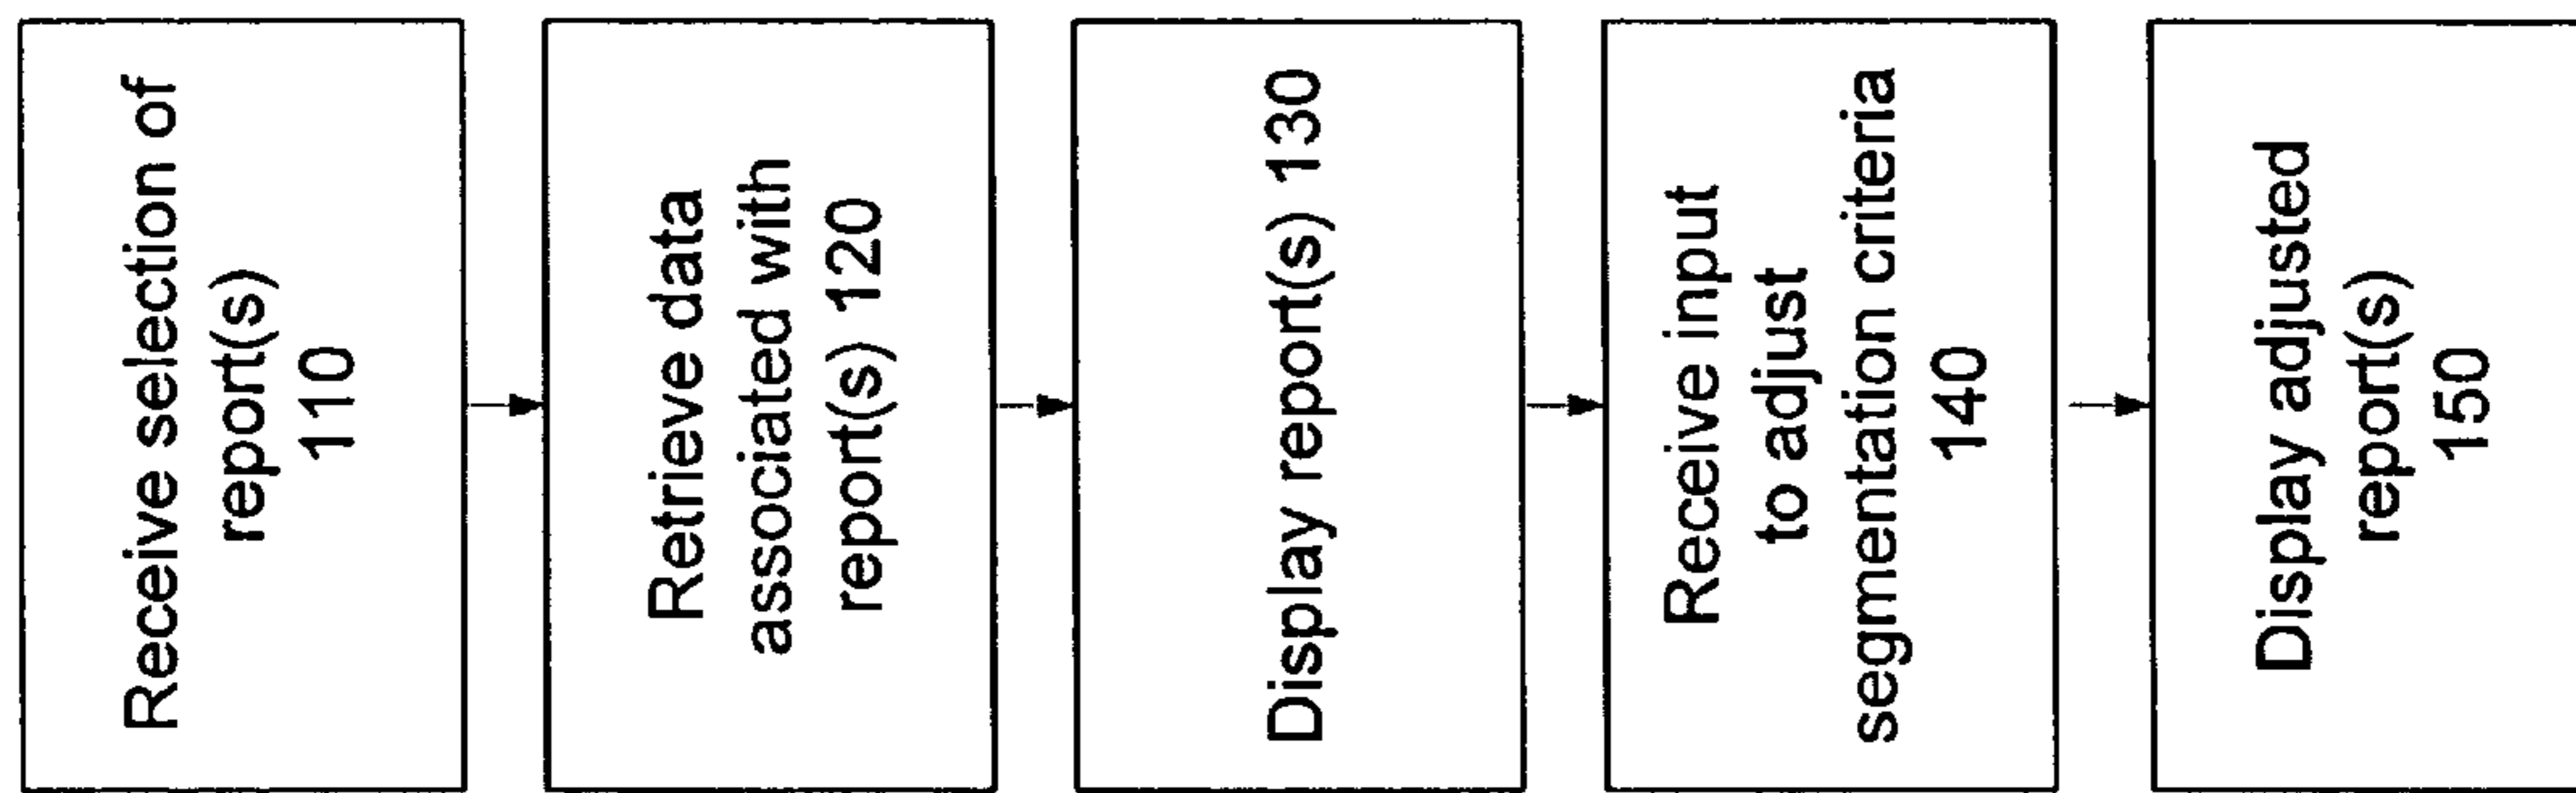 Receive selection of
report(s)
110
Retrieve data
associated with
report(s) 120
Display report(s) 130
Receive input
to adjust
segmentation criteria
140
Display adjusted
report(s)
150